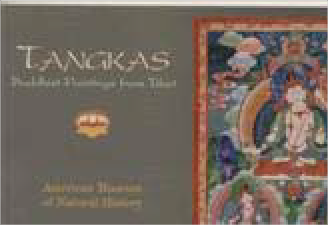 TANGKAS
Buddhist Paintings from Tibet
American Museum
of Natural History